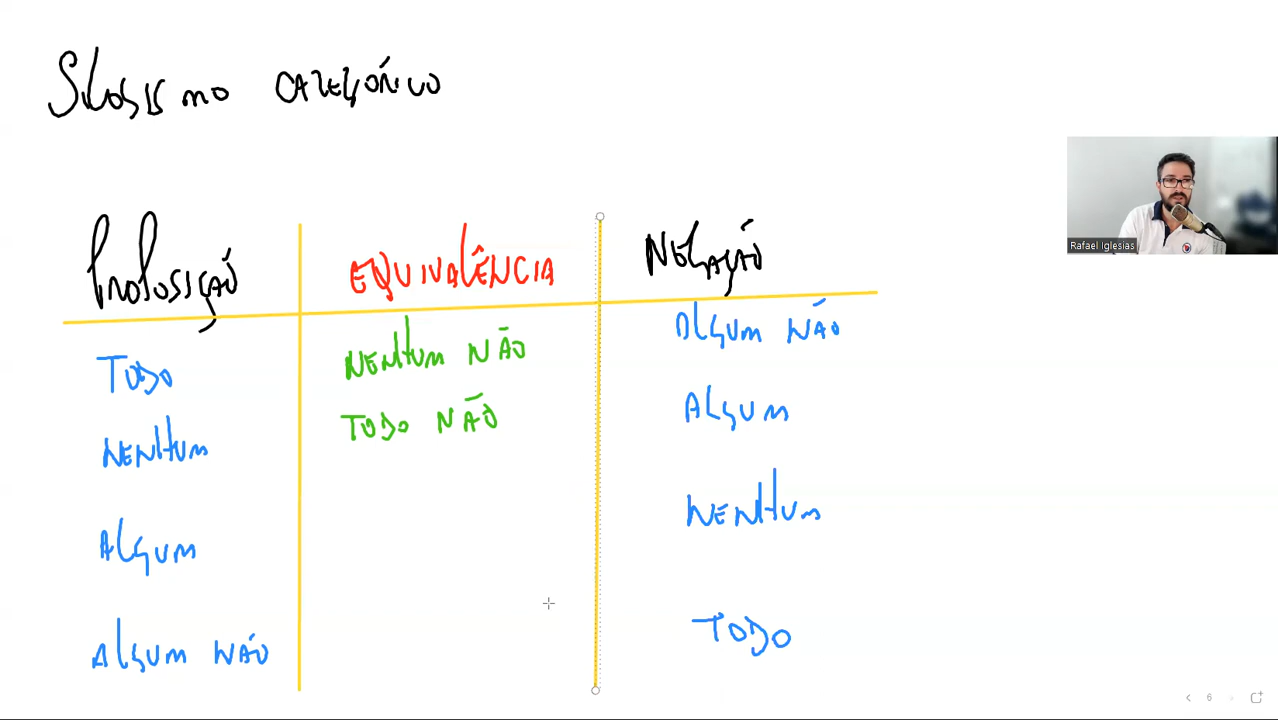 SILOGISMO CATEGÓRICO
PROPOSIÇÃO EQUIVALÊNCIA NEGAÇÃO
TODO NENHUM NÃO ALGUM NÃO
NENHUM TODO NÃO ALGUM
ALGUM NENHUM
ALGUM NÃO TODO
Rafael Iglesias
6